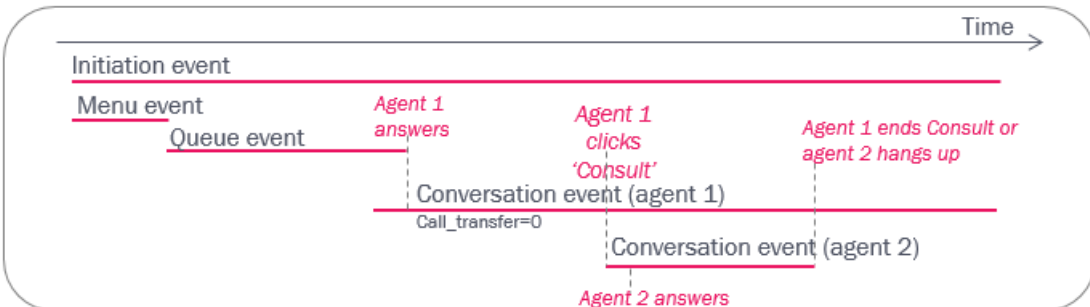 Time
Initiation event
Menu event
Queue event
Agent 1
answers
Agent 1
clicks
‘Consult’
Agent 1 ends Consult or
agent 2 hangs up
Conversation event (agent 1)
Call_transfer=0
Conversation event (agent 2)
Agent 2 answers